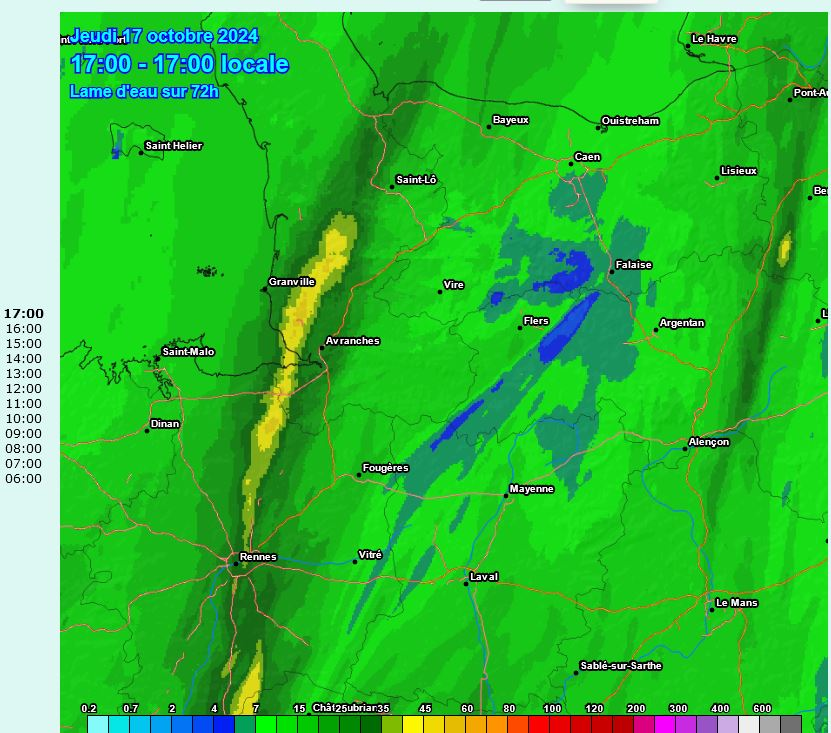 Jeudi 17 octobre 2024
17:00 - 17:00 locale
Lame d'eau sur 72h
Le Havre
Pont-Au
Bayeux
Ouistreham
Saint Helier
Caen
Saint-Lô
Lisieux
Ber
Falaise
Granville
Vire
17:00
16:00
15:00
14:00
13:00
12:00
11:00
10:00
09:00
08:00
07:00
06:00
Flers
Argentan
L
Avranches
Saint-Malo
Dinan
Alençon
Fougères
Mayenne
Rennes
Vitré
Laval
Le Mans
Sablé-sur-Sarthe
0.2 0.7 2 4 7 15 25 35 45 60 80 100 120 200 300 400 600